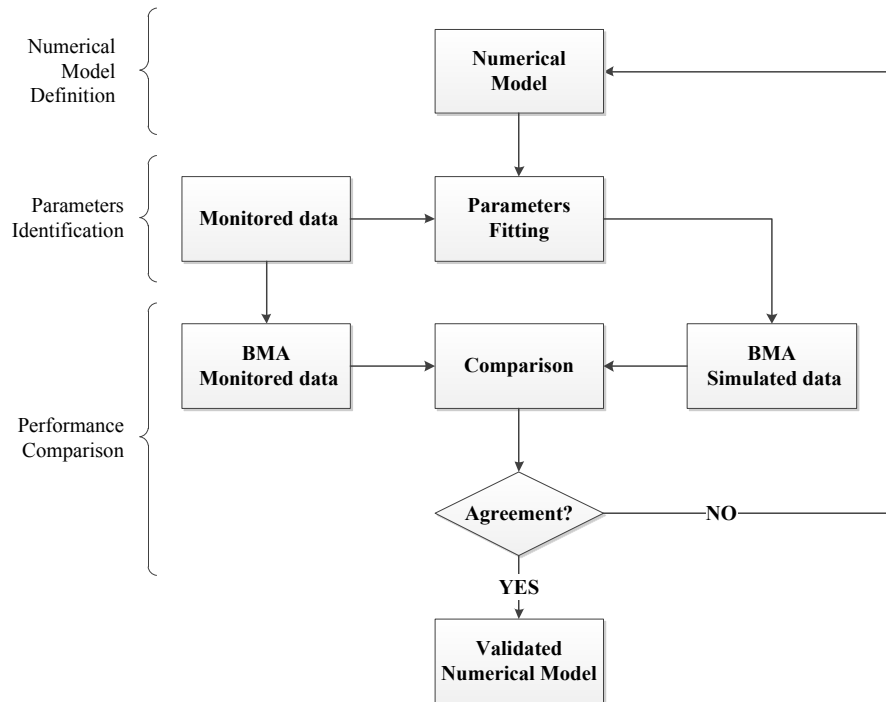 Numerical
Model
Definition
Numerical
Model
Parameters
Identification
Monitored data
Parameters
Fitting
BMA
Monitored data
Comparison
BMA
Simulated data
Performance
Comparison
Agreement?
NO
YES
Validated
Numerical Model